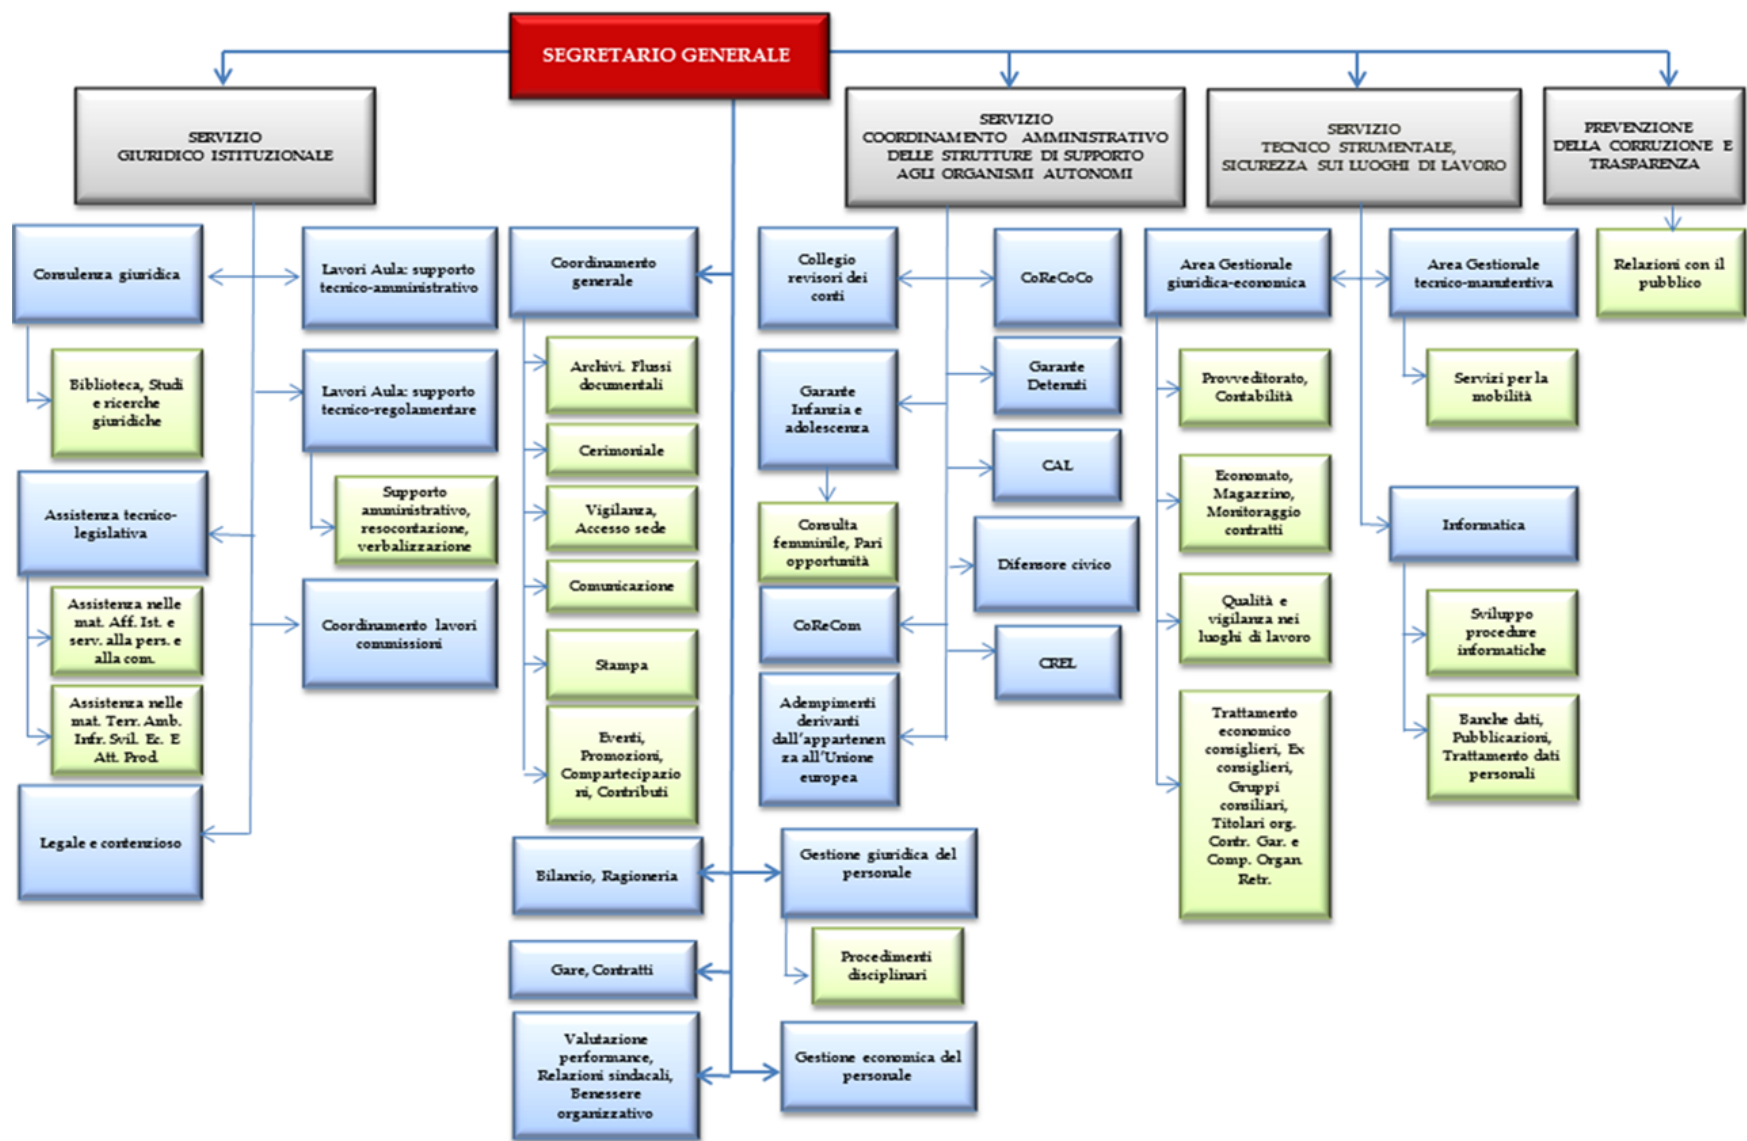 SEGRETARIO GENERALE
SERVIZIO
GIURIDICO ISTITUZIONALE
Consulenza giuridica
Biblioteca, Studi
e ricerche
giuridiche
Assistenza tecnico-
legislativa
Assistenza nelle
mat. Aff. Ist. e
serv. alla pers. e
alla com.
Assistenza nelle
mat. Terr. Amb.
Infr. Svil. Ec. E
Att. Prod.
Legale e contenzioso
Lavori Aula: supporto
tecnico-amministrativo
Lavori Aula: supporto
tecnico-regolamentare
Supporto
amministrativo,
resocontazione,
verbalizzazione
Coordinamento lavori
commissioni
Coordinamento
generale
Archivi. Flussi
documentali
Cerimoniale
Vigilanza,
Accesso sede
Comunicazione
Stampa
Eventi,
Promozioni,
Compartecipazio
ni, Contributi
Bilancio, Ragioneria
Gare, Contratti
Valutazione
performance,
Relazioni sindacali,
Benessere
organizzativo
Gestione giuridica del
personale
Procedimenti
disciplinari
Gestione economica del
personale
SERVIZIO
COORDINAMENTO AMMINISTRATIVO
DELLE STRUTTURE DI SUPPORTO
AGLI ORGANISMI AUTONOMI
Collegio
revisori dei
conti
Garante
Infanzia e
adolescenza
Consulta
femminile, Pari
opportunità
CoReCom
Adempimenti
derivanti
dall'appartenen
za all'Unione
europea
CoReCoCo
Garante
Detenuti
CAL
Difensore civico
CREL
SERVIZIO
TECNICO STRUMENTALE,
SICUREZZA SUI LUOGHI DI LAVORO
Area Gestionale
giuridica-economica
Provveditorato,
Contabilità
Economato,
Magazzino,
Monitoraggio
contratti
Qualità e
vigilanza nei
luoghi di lavoro
Trattamento
economico
consiglieri, Ex
consiglieri,
Gruppi
consiliari,
Titolari org.
Contr. Gar. e
Comp. Organ.
Retr.
Area Gestionale
tecnico-manutentiva
Servizi per la
mobilità
Informatica
Sviluppo
procedure
informatiche
Banche dati,
Pubblicazioni,
Trattamento dati
personali
PREVENZIONE
DELLA CORRUZIONE E
TRASPARENZA
Relazioni con il
pubblico